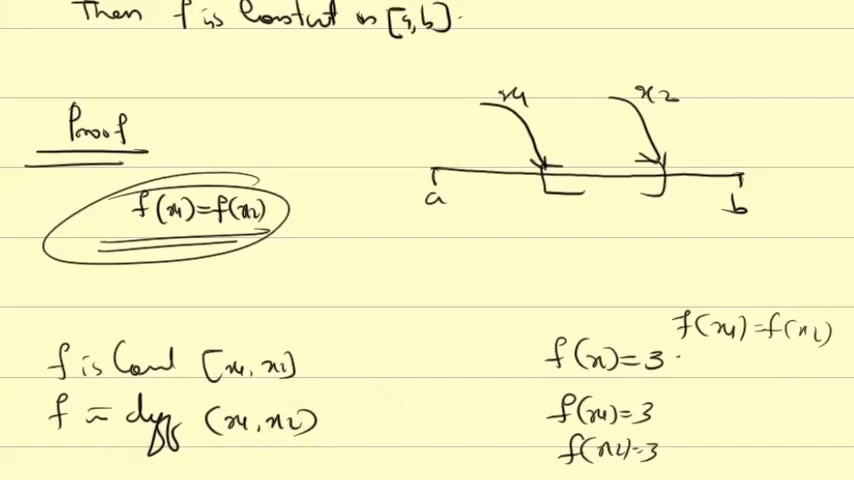 Then f is Constant on [a,b].
x1 x2
Proof
a b
f(x1)=f(x2)
f(x1)=f(x2)
f is Cont [x1, x2] f(x)=3.
f is diff (x1, x2) f(x1)=3
f(x2)=3